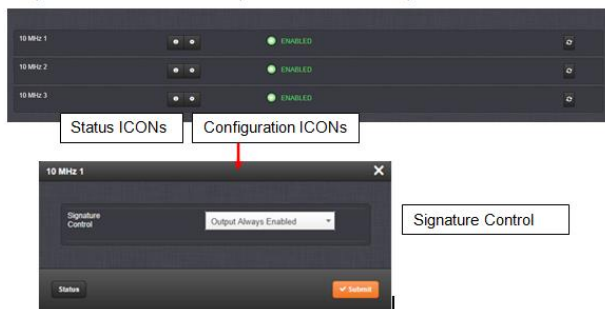 10 MHz 1
ENABLED
10 MHz 2
ENABLED
10 MHz 3
ENABLED
Status ICONs
Configuration ICONs
10 MHz 1
Signature
Control
Output Always Enabled
Signature Control
Status
Submit